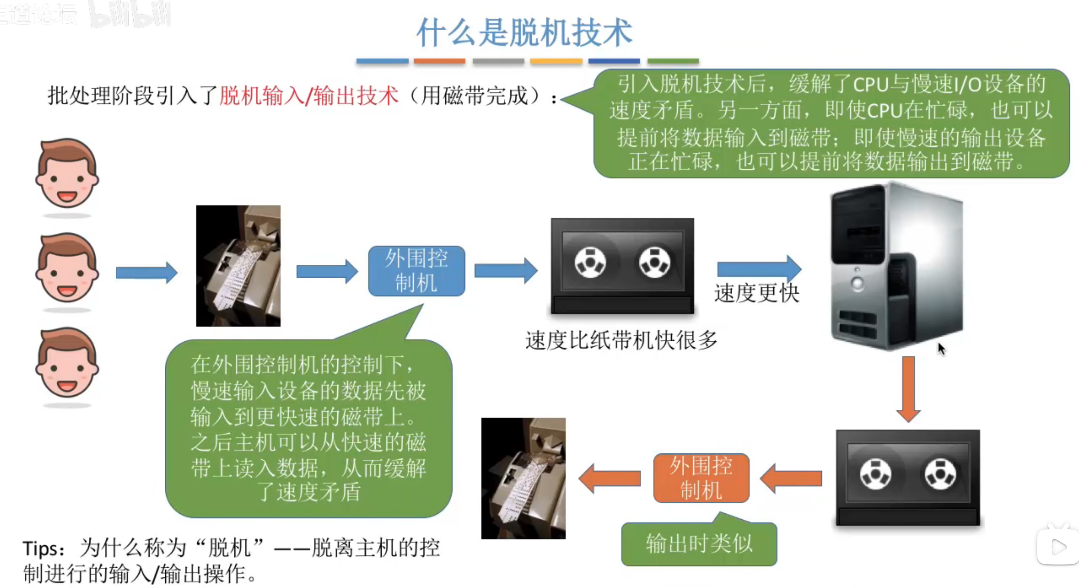 bilibili
什么是脱机技术
批处理阶段引入了脱机输入/输出技术（用磁带完成）：
引入脱机技术后，缓解了CPU与慢速I/O设备的
速度矛盾。另一方面，即使CPU在忙碌，也可以
提前将数据输入到磁带；即使慢速的输出设备
正在忙碌，也可以提前将数据输出到磁带。
外围控
制机
速度更快
速度比纸带机快很多
在外围控制机的控制下，
慢速输入设备的数据先被
输入到更快速的磁带上。
之后主机可以从快速的磁
带上读入数据，从而缓解
了速度矛盾
外围控
制机
输出时类似
Tips：为什么称为“脱机”——脱离主机的控
制进行的输入/输出操作。